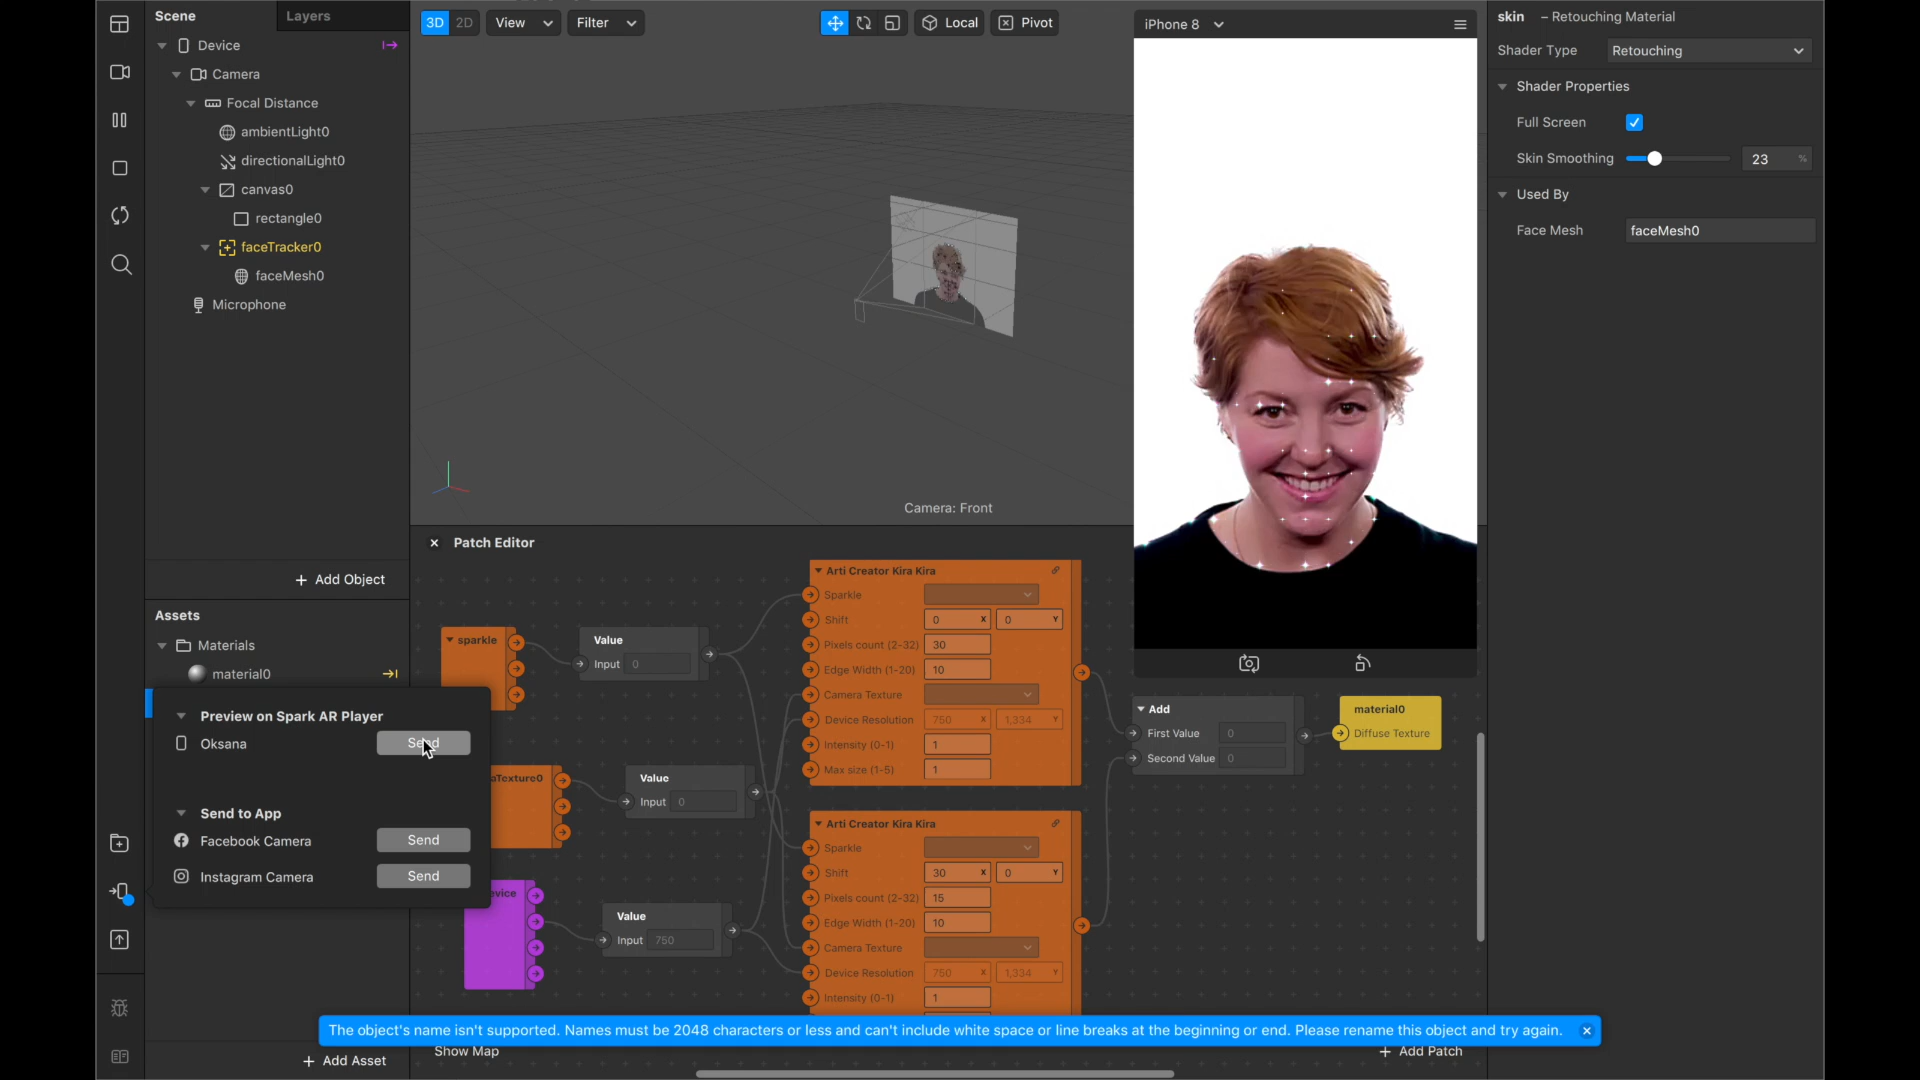 Scene
Layers
Device
Camera
Focal Distance
ambientLight0
directionalLight0
canvas0
rectangle0
faceTracker0
faceMesh0
Microphone
+ Add Object
Assets
Materials
material0
Preview on Spark AR Player
Oksana
Send
Send to App
Facebook Camera
Send
Instagram Camera
Send
+ Add Asset
3D 2D
View
Filter
Local
Pivot
Camera: Front
Patch Editor
sparkle
Value
Input 0
aTexture0
Value
Input 0
evice
Value
Input 750
Arti Creator Kira Kira
Sparkle
Shift 0 X 0 Y
Pixels count (2-32) 30
Edge Width (1-20) 10
Camera Texture
Device Resolution 750 X 1,334 Y
Intensity (0-1) 1
Max size (1-5) 1
Arti Creator Kira Kira
Sparkle
Shift 30 X 0 Y
Pixels count (2-32) 15
Edge Width (1-20) 10
Camera Texture
Device Resolution 750 X 1,334 Y
Intensity (0-1) 1
Add
First Value 0
Second Value 0
material0
Diffuse Texture
The object's name isn't supported. Names must be 2048 characters or less and can't include white space or line breaks at the beginning or end. Please rename this object and try again.
Show Map
+ Add Patch
iPhone 8
skin – Retouching Material
Shader Type Retouching
Shader Properties
Full Screen
Skin Smoothing 23 %
Used By
Face Mesh faceMesh0